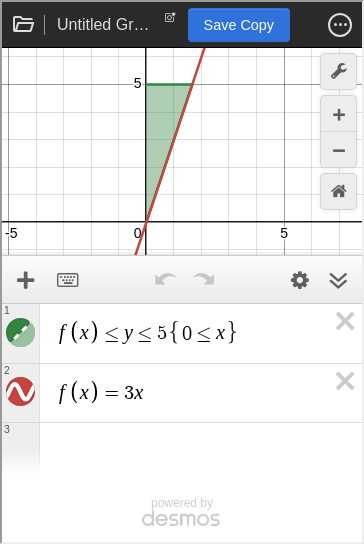 Untitled Gr... Save Copy
5
-5 0 5
1
f(x) ≤ y ≤ 5{0 ≤ x}
2
f(x) = 3x
3
powered by
desmos